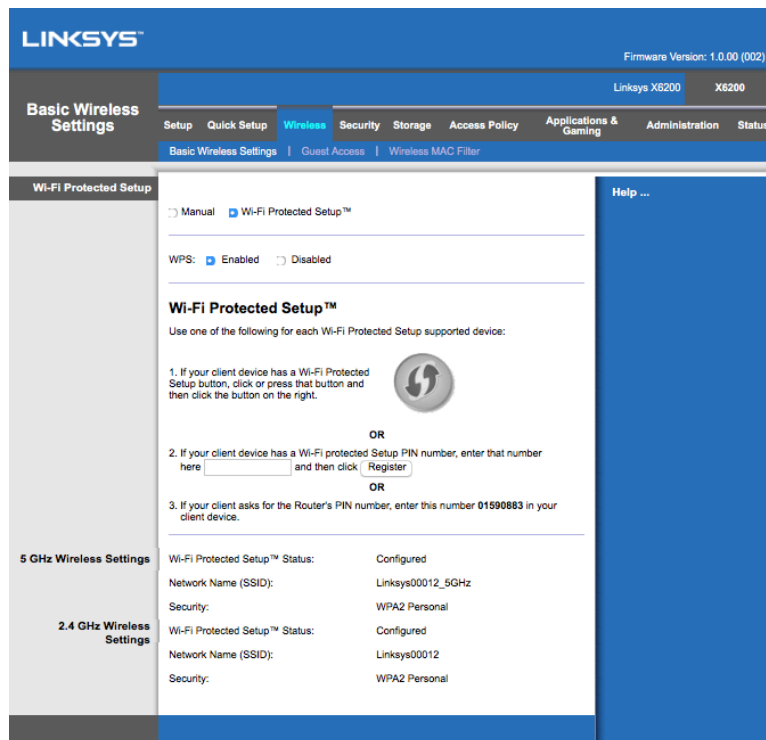 LINKSYS™
Firmware Version: 1.0.00 (002)
Linksys X6200 X6200
Basic Wireless
Settings
Setup Quick Setup Wireless Security Storage Access Policy Applications &
Gaming Administration Status
Basic Wireless Settings | Guest Access | Wireless MAC Filter
Wi-Fi Protected Setup
Help ...
Manual Wi-Fi Protected Setup™
WPS: Enabled Disabled
Wi-Fi Protected Setup™
Use one of the following for each Wi-Fi Protected Setup supported device:
1. If your client device has a Wi-Fi Protected
Setup button, click or press that button and
then click the button on the right.
OR
2. If your client device has a Wi-Fi protected Setup PIN number, enter that number
here and then click Register
OR
3. If your client asks for the Router's PIN number, enter this number 01590883 in your
client device.
5 GHz Wireless Settings
Wi-Fi Protected Setup™ Status: Configured
Network Name (SSID): Linksys00012_5GHz
Security: WPA2 Personal
2.4 GHz Wireless
Settings
Wi-Fi Protected Setup™ Status: Configured
Network Name (SSID): Linksys00012
Security: WPA2 Personal